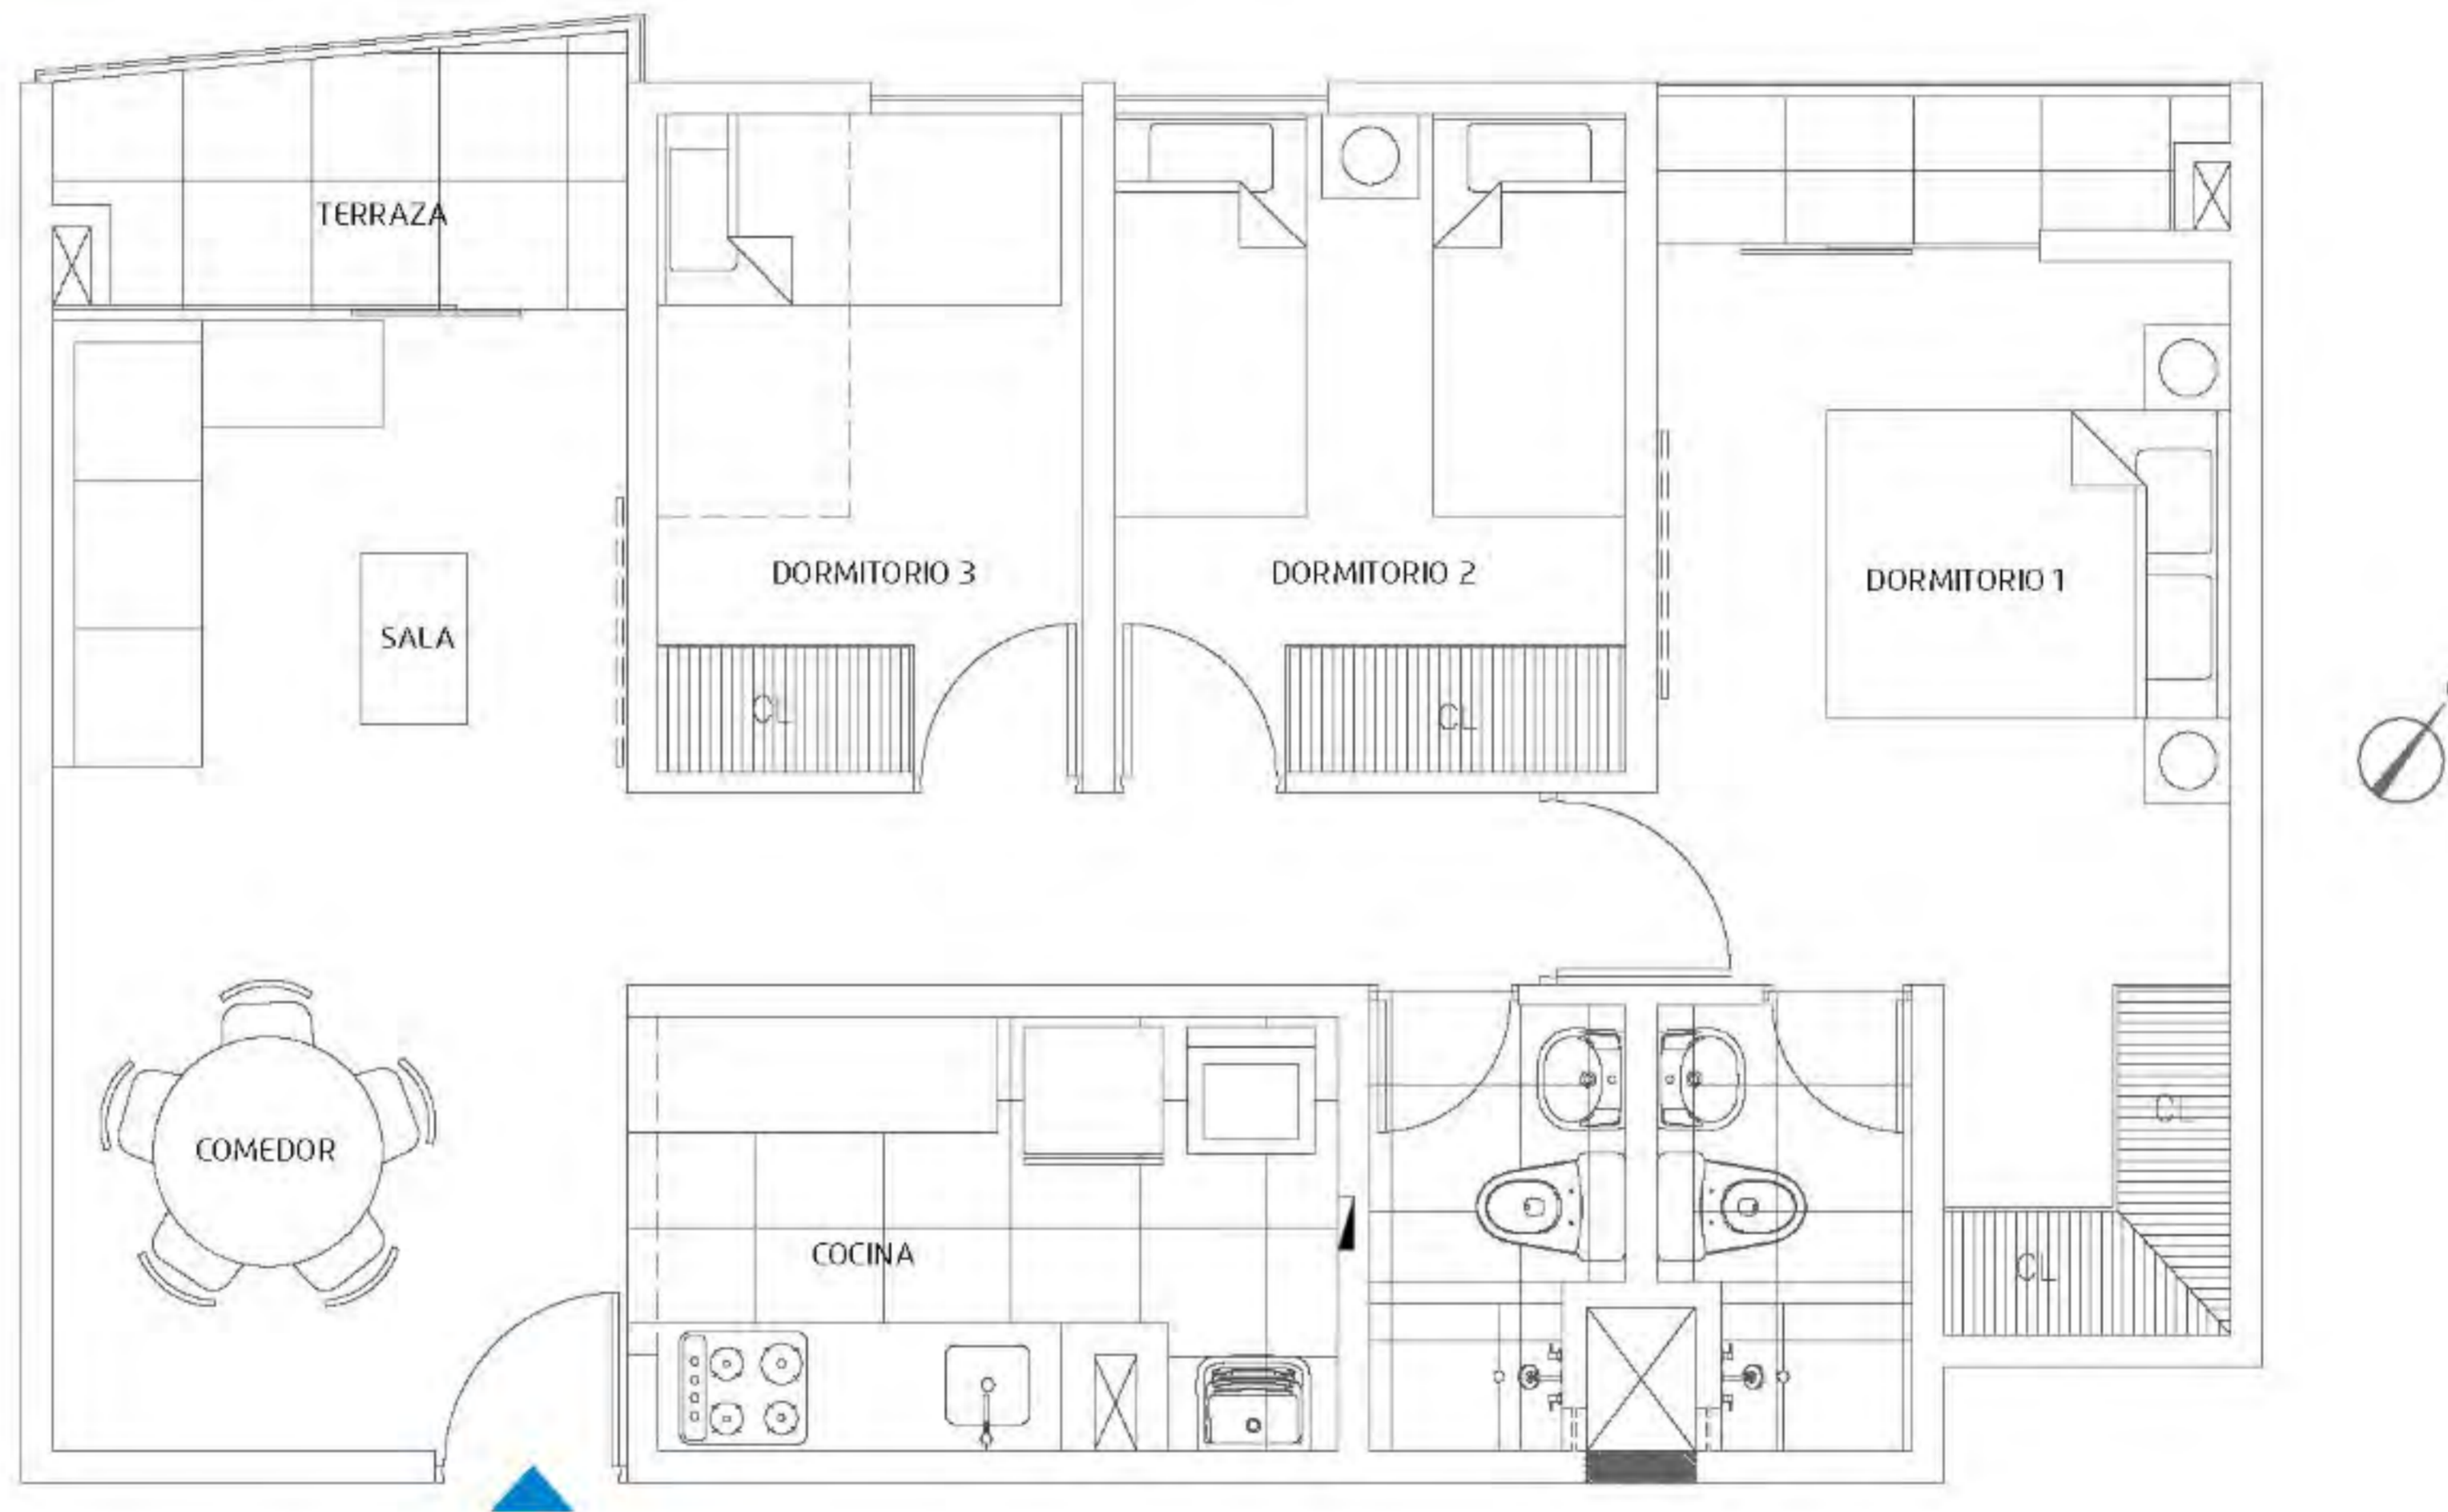 TERRAZA
DORMITORIO 3
DORMITORIO 2
DORMITORIO 1
SALA
CL
CL
COMEDOR
COCINA
CL
CL